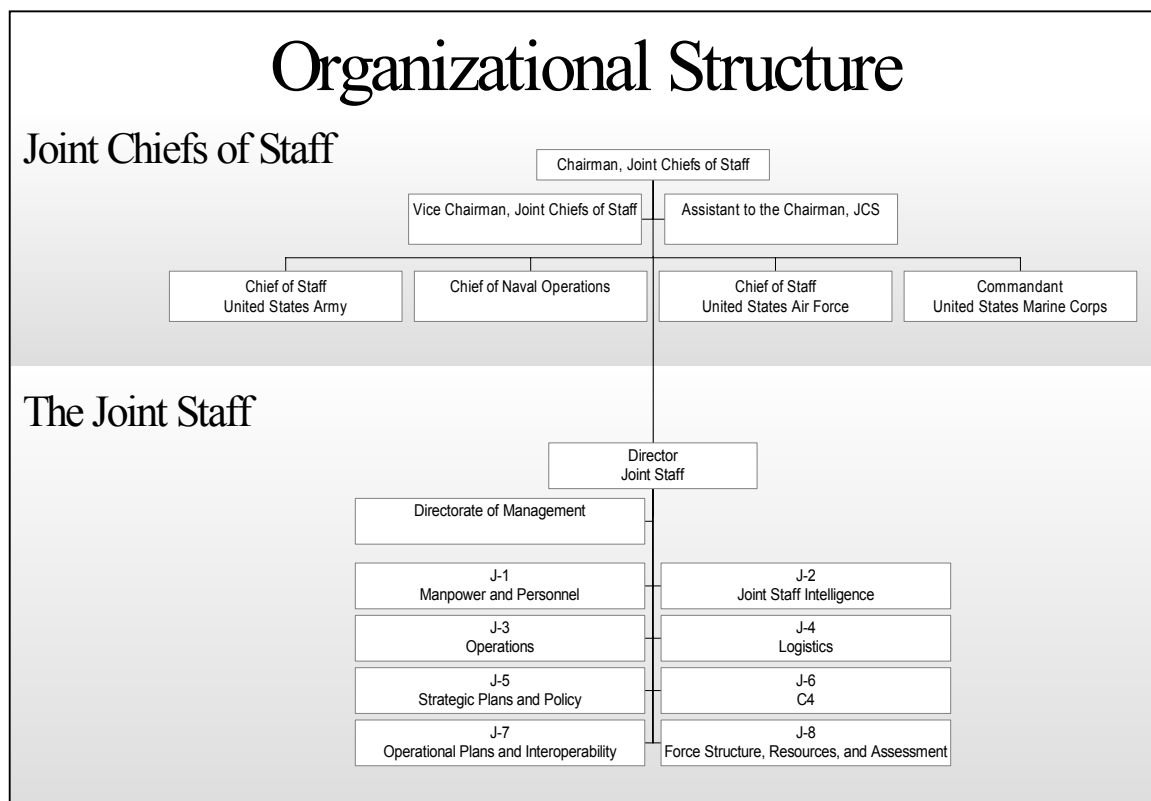 Organizational Structure
Joint Chiefs of Staff
Chairman, Joint Chiefs of Staff
Vice Chairman, Joint Chiefs of Staff
Assistant to the Chairman, JCS
Chief of Staff
United States Army
Chief of Naval Operations
Chief of Staff
United States Air Force
Commandant
United States Marine Corps
The Joint Staff
Director
Joint Staff
Directorate of Management
J-1
Manpower and Personnel
J-2
Joint Staff Intelligence
J-3
Operations
J-4
Logistics
J-5
Strategic Plans and Policy
J-6
C4
J-7
Operational Plans and Interoperability
J-8
Force Structure, Resources, and Assessment